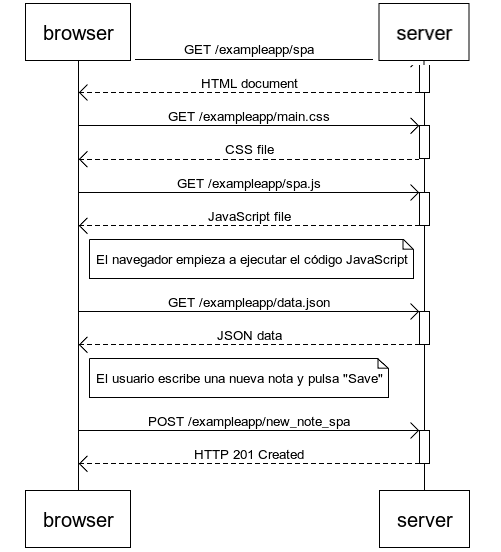 browser server
GET /exampleapp/spa
HTML document
GET /exampleapp/main.css
CSS file
GET /exampleapp/spa.js
JavaScript file
El navegador empieza a ejecutar el código JavaScript
GET /exampleapp/data.json
JSON data
El usuario escribe una nueva nota y pulsa "Save"
POST /exampleapp/new_note_spa
HTTP 201 Created
browser server